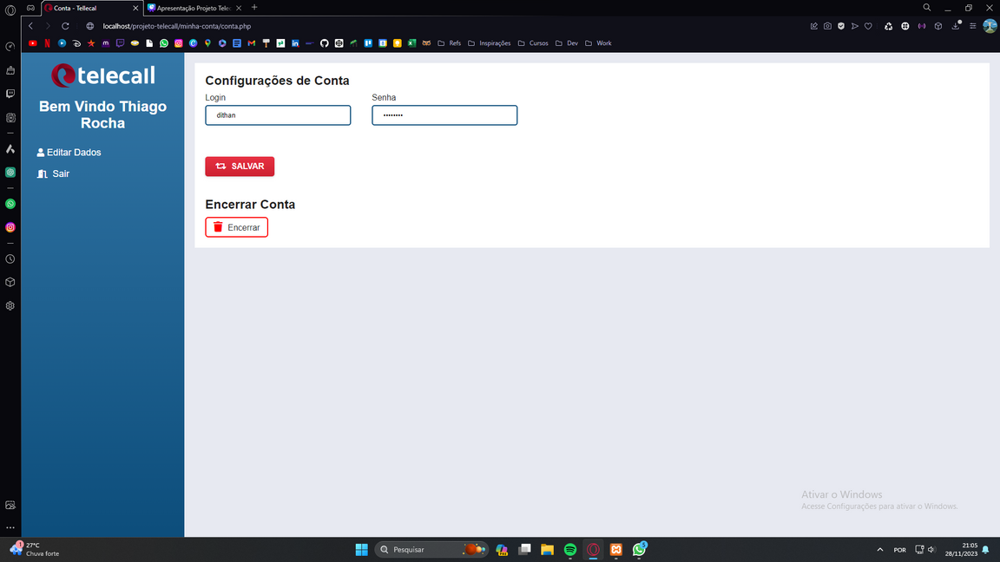 Conta - Tellecal
Apresentação Projeto Telec
localhost/projeto-telecall/minha-conta/conta.php
Refs
Inspirações
Cursos
Dev
Work
telecall
Bem Vindo Thiago
Rocha
Editar Dados
Sair
Configurações de Conta
Login
Senha
dithan
••••••••
SALVAR
Encerrar Conta
Encerrar
Ativar o Windows
Acesse Configurações para ativar o Windows.
1
27°C
Chuva forte
Pesquisar
POR
21:05
28/11/2023